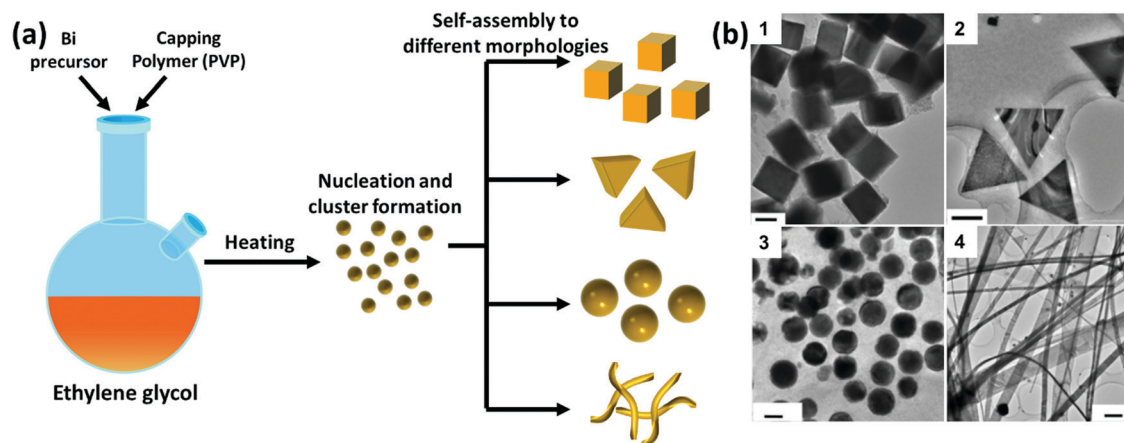 (a)
Bi
precursor
Capping
Polymer (PVP)
Ethylene glycol
Heating
Nucleation and
cluster formation
Self-assembly to
different morphologies
(b)
1
2
3
4